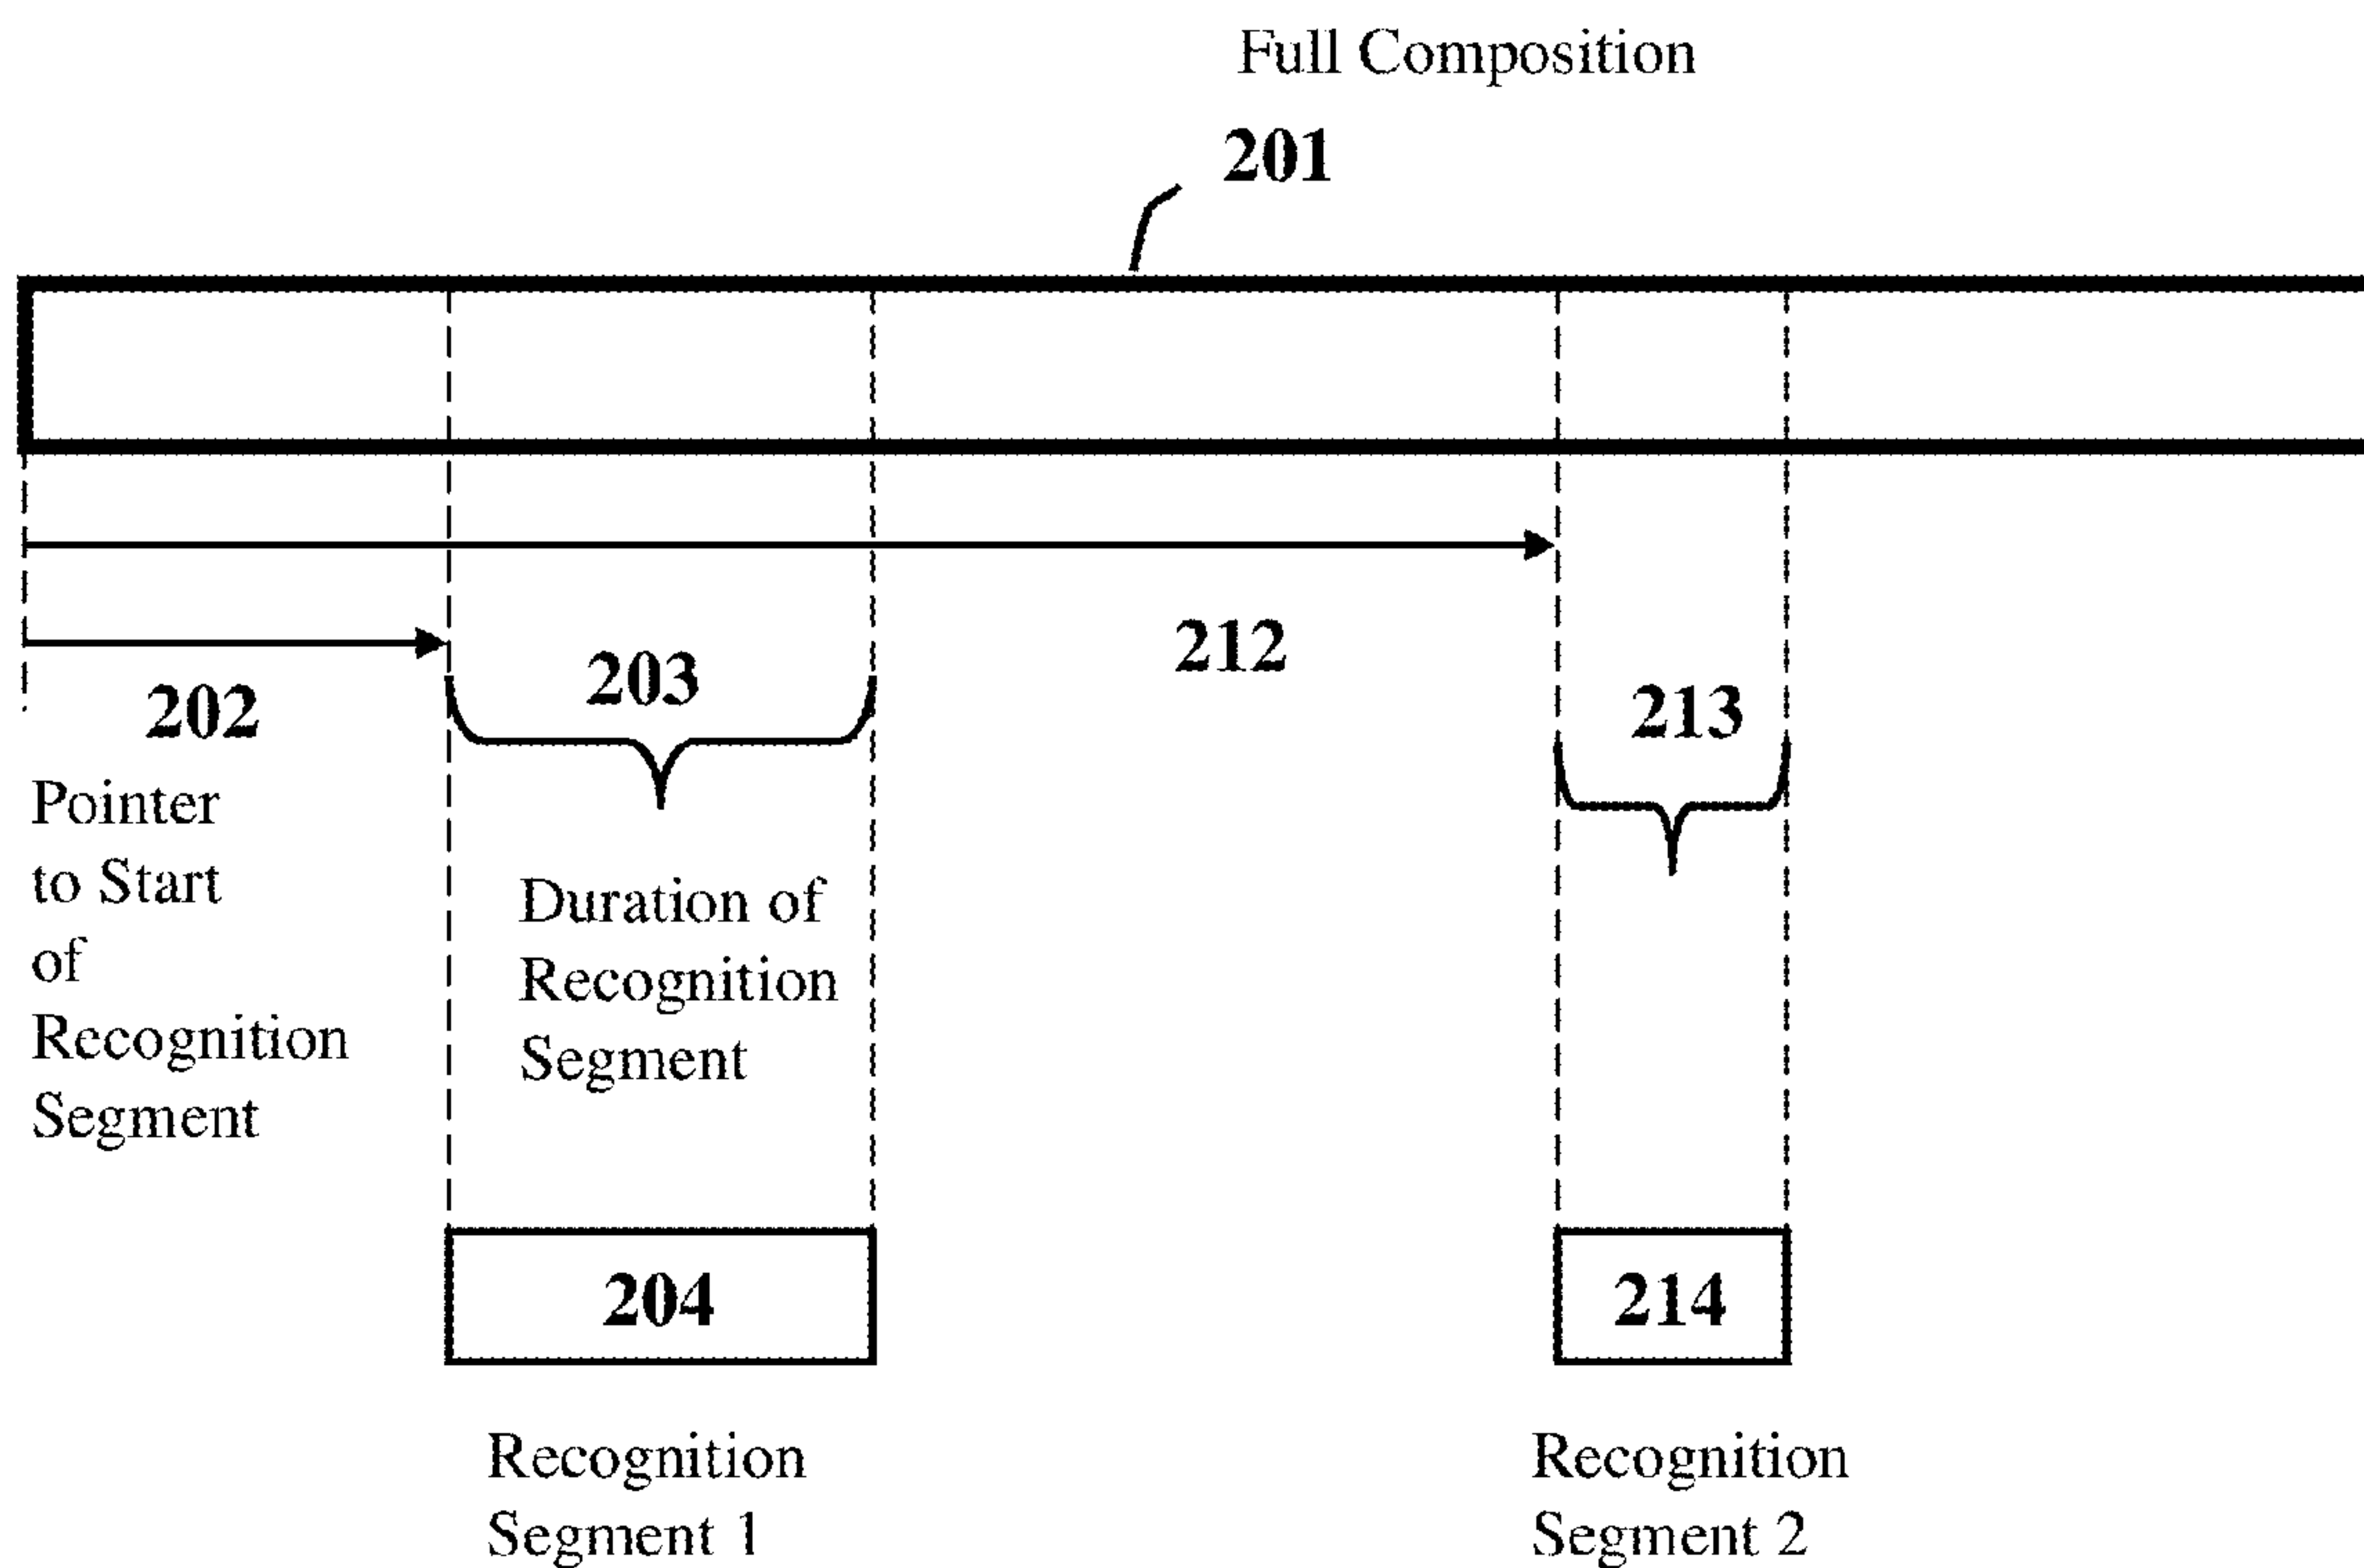 Full Composition
201
212
203
202
213
Pointer
to Start
of
Recognition
Segment
Duration of
Recognition
Segment
204
214
Recognition
Segment 1
Recognition
Segment 2